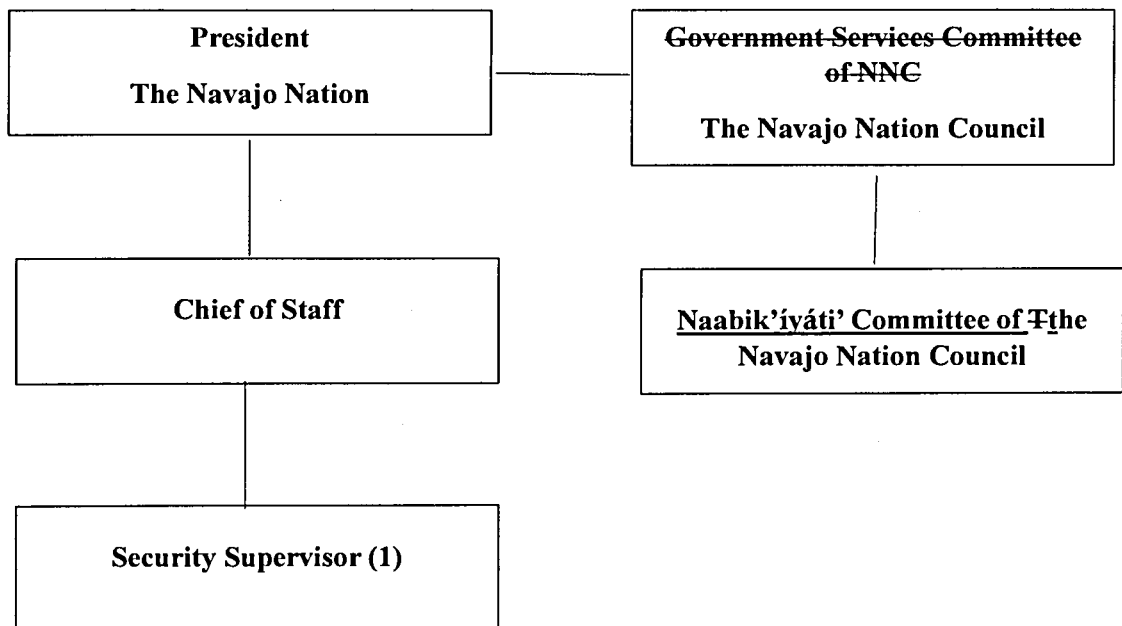 President
The Navajo Nation
Government Services Committee
of NNC
The Navajo Nation Council
Chief of Staff
Naabik’íyáti’ Committee of Tthe
Navajo Nation Council
Security Supervisor (1)